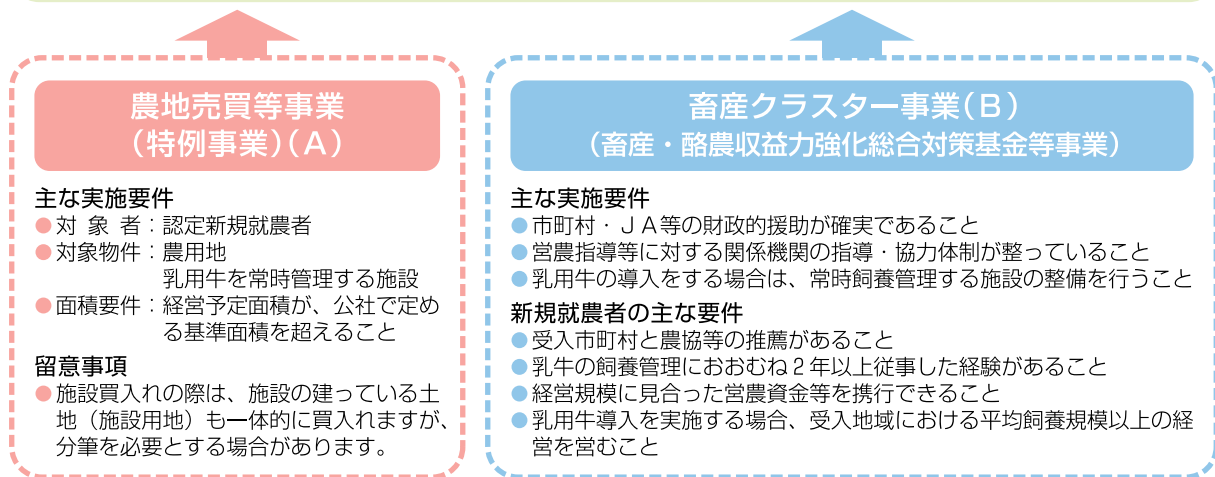 農地売買等事業
（特例事業）（A）
主な実施要件
●対象者：認定新規就農者
●対象物件：農用地
乳用牛を常時管理する施設
●面積要件：経営予定面積が、公社で定め
る基準面積を超えること
留意事項
●施設買入れの際は、施設の建っている土
地（施設用地）も一体的に買入れますが、
分筆を必要とする場合があります。
畜産クラスター事業（B）
（畜産・酪農収益力強化総合対策基金等事業）
主な実施要件
●市町村・ＪＡ等の財政的援助が確実であること
●営農指導等に対する関係機関の指導・協力体制が整っていること
●乳用牛の導入をする場合は、常時飼養管理する施設の整備を行うこと
新規就農者の主な要件
●受入市町村と農協等の推薦があること
●乳牛の飼養管理におおむね２年以上従事した経験があること
●経営規模に見合った営農資金等を携行できること
●乳用牛導入を実施する場合、受入地域における平均飼養規模以上の経
営を営むこと